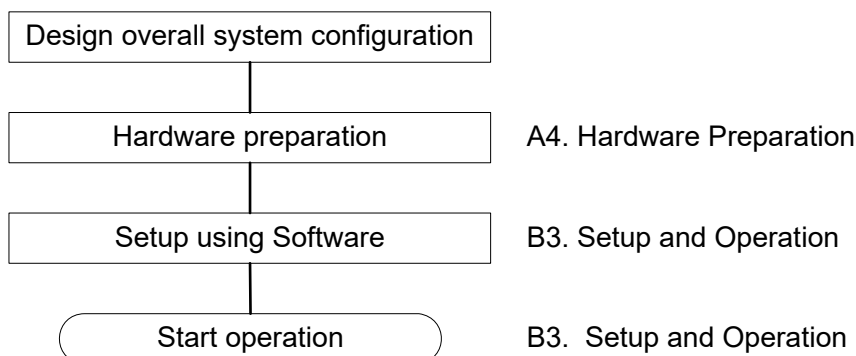 Design overall system configuration
Hardware preparation A4. Hardware Preparation
Setup using Software B3. Setup and Operation
Start operation B3.  Setup and Operation